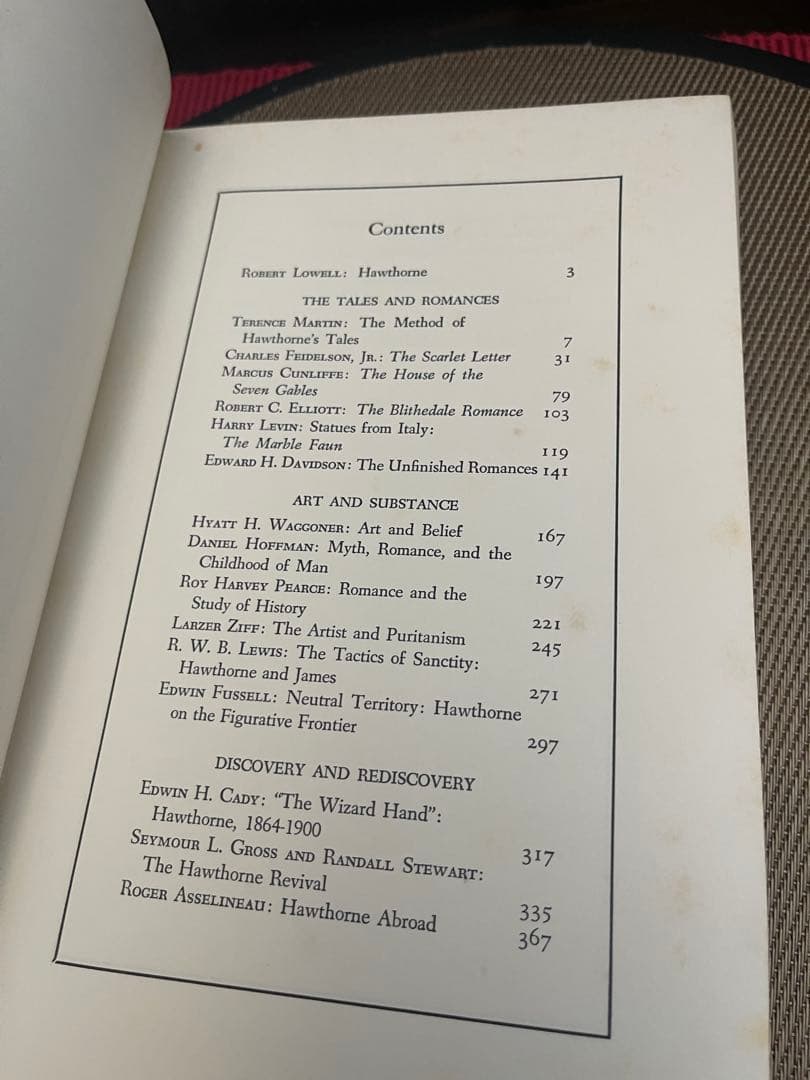 Contents
Robert Lowell: Hawthorne 3
THE TALES AND ROMANCES
Terence Martin: The Method of
Hawthorne's Tales 7
Charles Feidelson, Jr.: The Scarlet Letter 31
Marcus Cunliffe: The House of the
Seven Gables 79
Robert C. Elliott: The Blithedale Romance 103
Harry Levin: Statues from Italy:
The Marble Faun 119
Edward H. Davidson: The Unfinished Romances 141
ART AND SUBSTANCE
Hyatt H. Waggoner: Art and Belief 167
Daniel Hoffman: Myth, Romance, and the
Childhood of Man 197
Roy Harvey Pearce: Romance and the
Study of History 221
Larzer Ziff: The Artist and Puritanism 245
R. W. B. Lewis: The Tactics of Sanctity:
Hawthorne and James 271
Edwin Fussell: Neutral Territory: Hawthorne
on the Figurative Frontier 297
DISCOVERY AND REDISCOVERY
Edwin H. Cady: "The Wizard Hand":
Hawthorne, 1864-1900 317
Seymour L. Gross and Randall Stewart:
The Hawthorne Revival 335
Roger Asselineau: Hawthorne Abroad 367